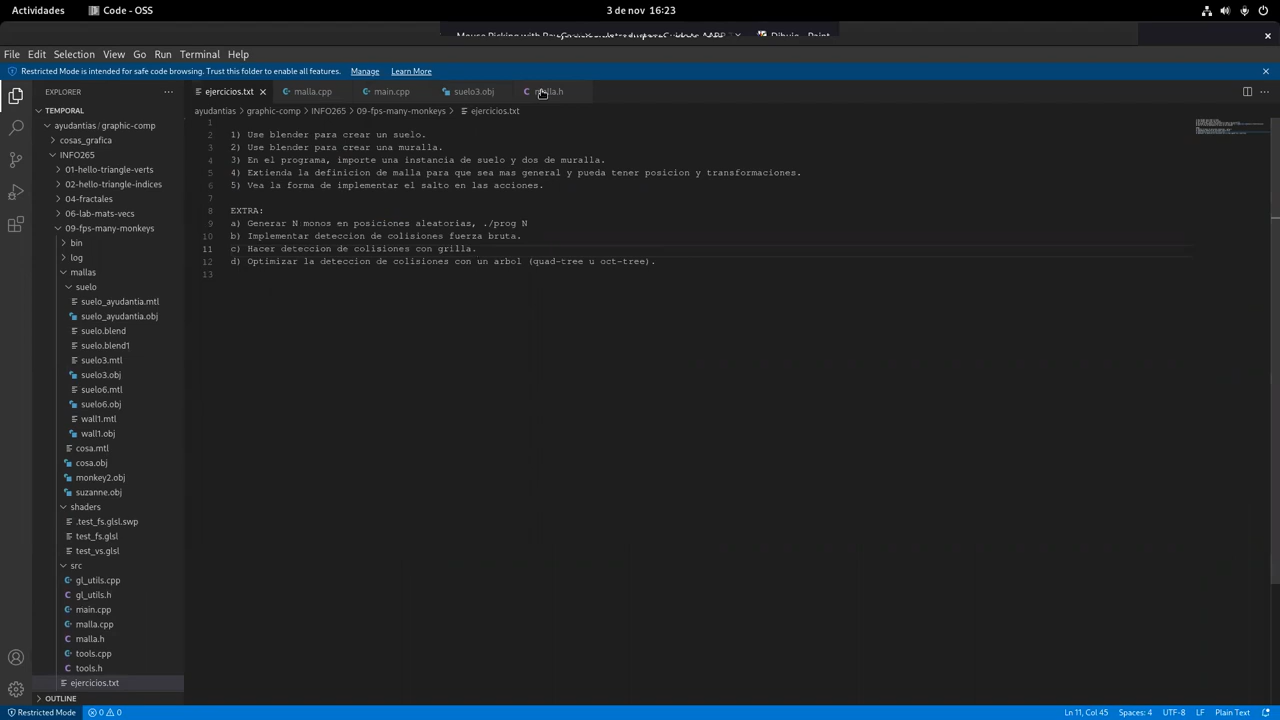 Actividades
Code - OSS
3 de nov 16:23
File Edit Selection View Go Run Terminal Help
Restricted Mode is intended for safe code browsing. Trust this folder to enable all features. Manage Learn More
EXPLORER
ejercicios.txt
malla.cpp
main.cpp
suelo3.obj
malla.h
TEMPORAL
ayudantias/graphic-comp
cosas_grafica
INFO265
01-hello-triangle-verts
02-hello-triangle-indices
04-fractales
06-lab-mats-vecs
09-fps-many-monkeys
bin
log
mallas
suelo
suelo_ayudantia.mtl
suelo_ayudantia.obj
suelo.blend
suelo.blend1
suelo3.mtl
suelo3.obj
suelo6.mtl
suelo6.obj
wall1.mtl
wall1.obj
cosa.mtl
cosa.obj
monkey2.obj
suzanne.obj
shaders
.test_fs.glsl.swp
test_fs.glsl
test_vs.glsl
src
gl_utils.cpp
gl_utils.h
main.cpp
malla.cpp
malla.h
tools.cpp
tools.h
ejercicios.txt
OUTLINE
ayudantias > graphic-comp > INFO265 > 09-fps-many-monkeys > ejercicios.txt
1
2 1) Use blender para crear un suelo.
3 2) Use blender para crear una muralla.
4 3) En el programa, importe una instancia de suelo y dos de muralla.
5 4) Extienda la definicion de malla para que sea mas general y pueda tener posicion y transformaciones.
6 5) Vea la forma de implementar el salto en las acciones.
7
8 EXTRA:
9 a) Generar N monos en posiciones aleatorias, ./prog N
10 b) Implementar deteccion de colisiones fuerza bruta.
11 c) Hacer deteccion de colisiones con grilla.
12 d) Optimizar la deteccion de colisiones con un arbol (quad-tree u oct-tree).
13
Restricted Mode 0 0
Ln 11, Col 45 Spaces: 4 UTF-8 LF Plain Text